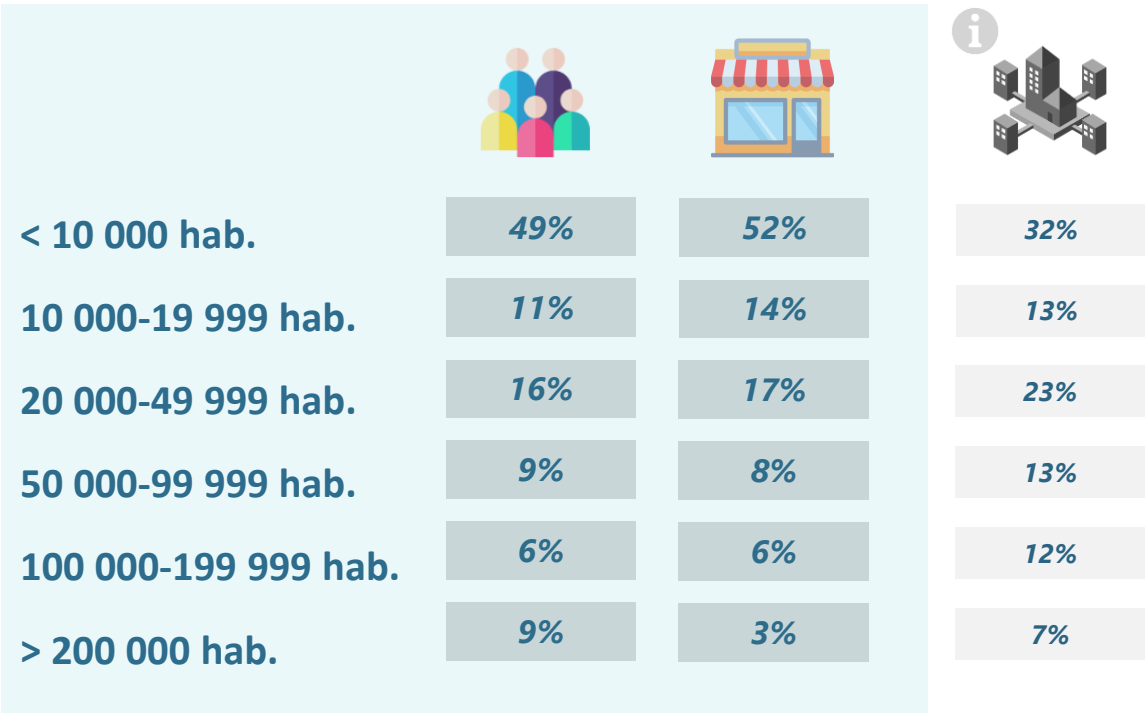 i
< 10 000 hab. 49% 52% 32%
10 000-19 999 hab. 11% 14% 13%
20 000-49 999 hab. 16% 17% 23%
50 000-99 999 hab. 9% 8% 13%
100 000-199 999 hab. 6% 6% 12%
> 200 000 hab. 9% 3% 7%